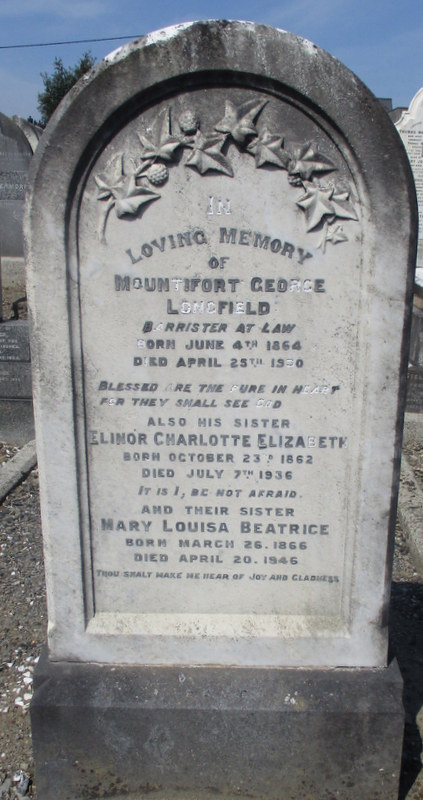 IN
LOVING MEMORY
OF
MOUNTIFORT GEORGE
LONGFIELD
BARRISTER AT LAW
BORN JUNE 4TH 1864
DIED APRIL 25TH 1930
BLESSED ARE THE PURE IN HEART
FOR THEY SHALL SEE GOD
ALSO HIS SISTER
ELINOR CHARLOTTE ELIZABETH
BORN OCTOBER 23RD 1862
DIED JULY 7TH 1936
IT IS I, BE NOT AFRAID.
AND THEIR SISTER
MARY LOUISA BEATRICE
BORN MARCH 26. 1866
DIED APRIL 20. 1946
THOU SHALT MAKE ME HEAR OF JOY AND GLADNESS